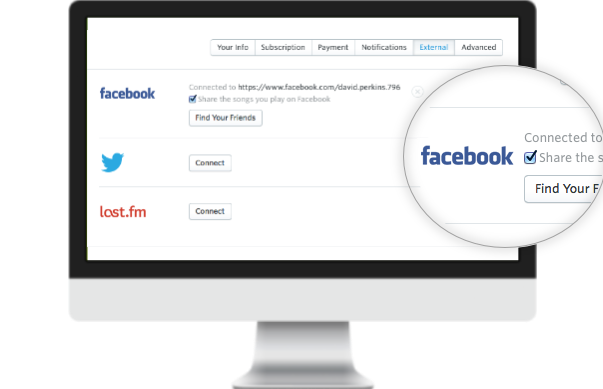 Your Info Subscription Payment Notifications External Advanced
facebook
Connected to https://www.facebook.com/david.perkins.796
Share the songs you play on Facebook
Find Your Friends
Connect
last.fm Connect
facebook
Connected to
Share the s
Find Your F